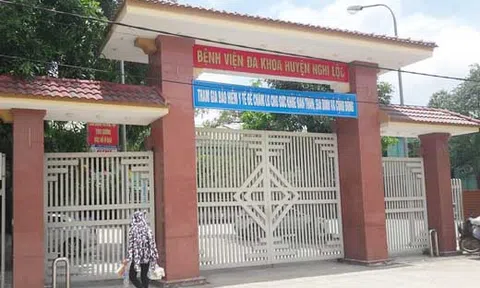 BỆNH VIỆN ĐA KHOA HUYỆN NGHI LỘC
THAM GIA BẢO HIỂM Y TẾ ĐỂ CHĂM LO CHO SỨC KHỎE BẢN THÂN, GIA ĐÌNH VÀ CỘNG ĐỒNG